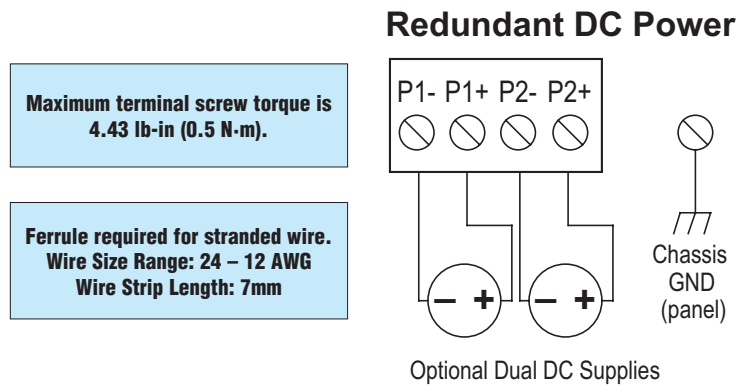 Redundant DC Power
Maximum terminal screw torque is
4.43 lb-in (0.5 N·m).
P1- P1+ P2- P2+
Ferrule required for stranded wire.
Wire Size Range: 24 – 12 AWG
Wire Strip Length: 7mm
Chassis
GND
(panel)
– + – +
Optional Dual DC Supplies